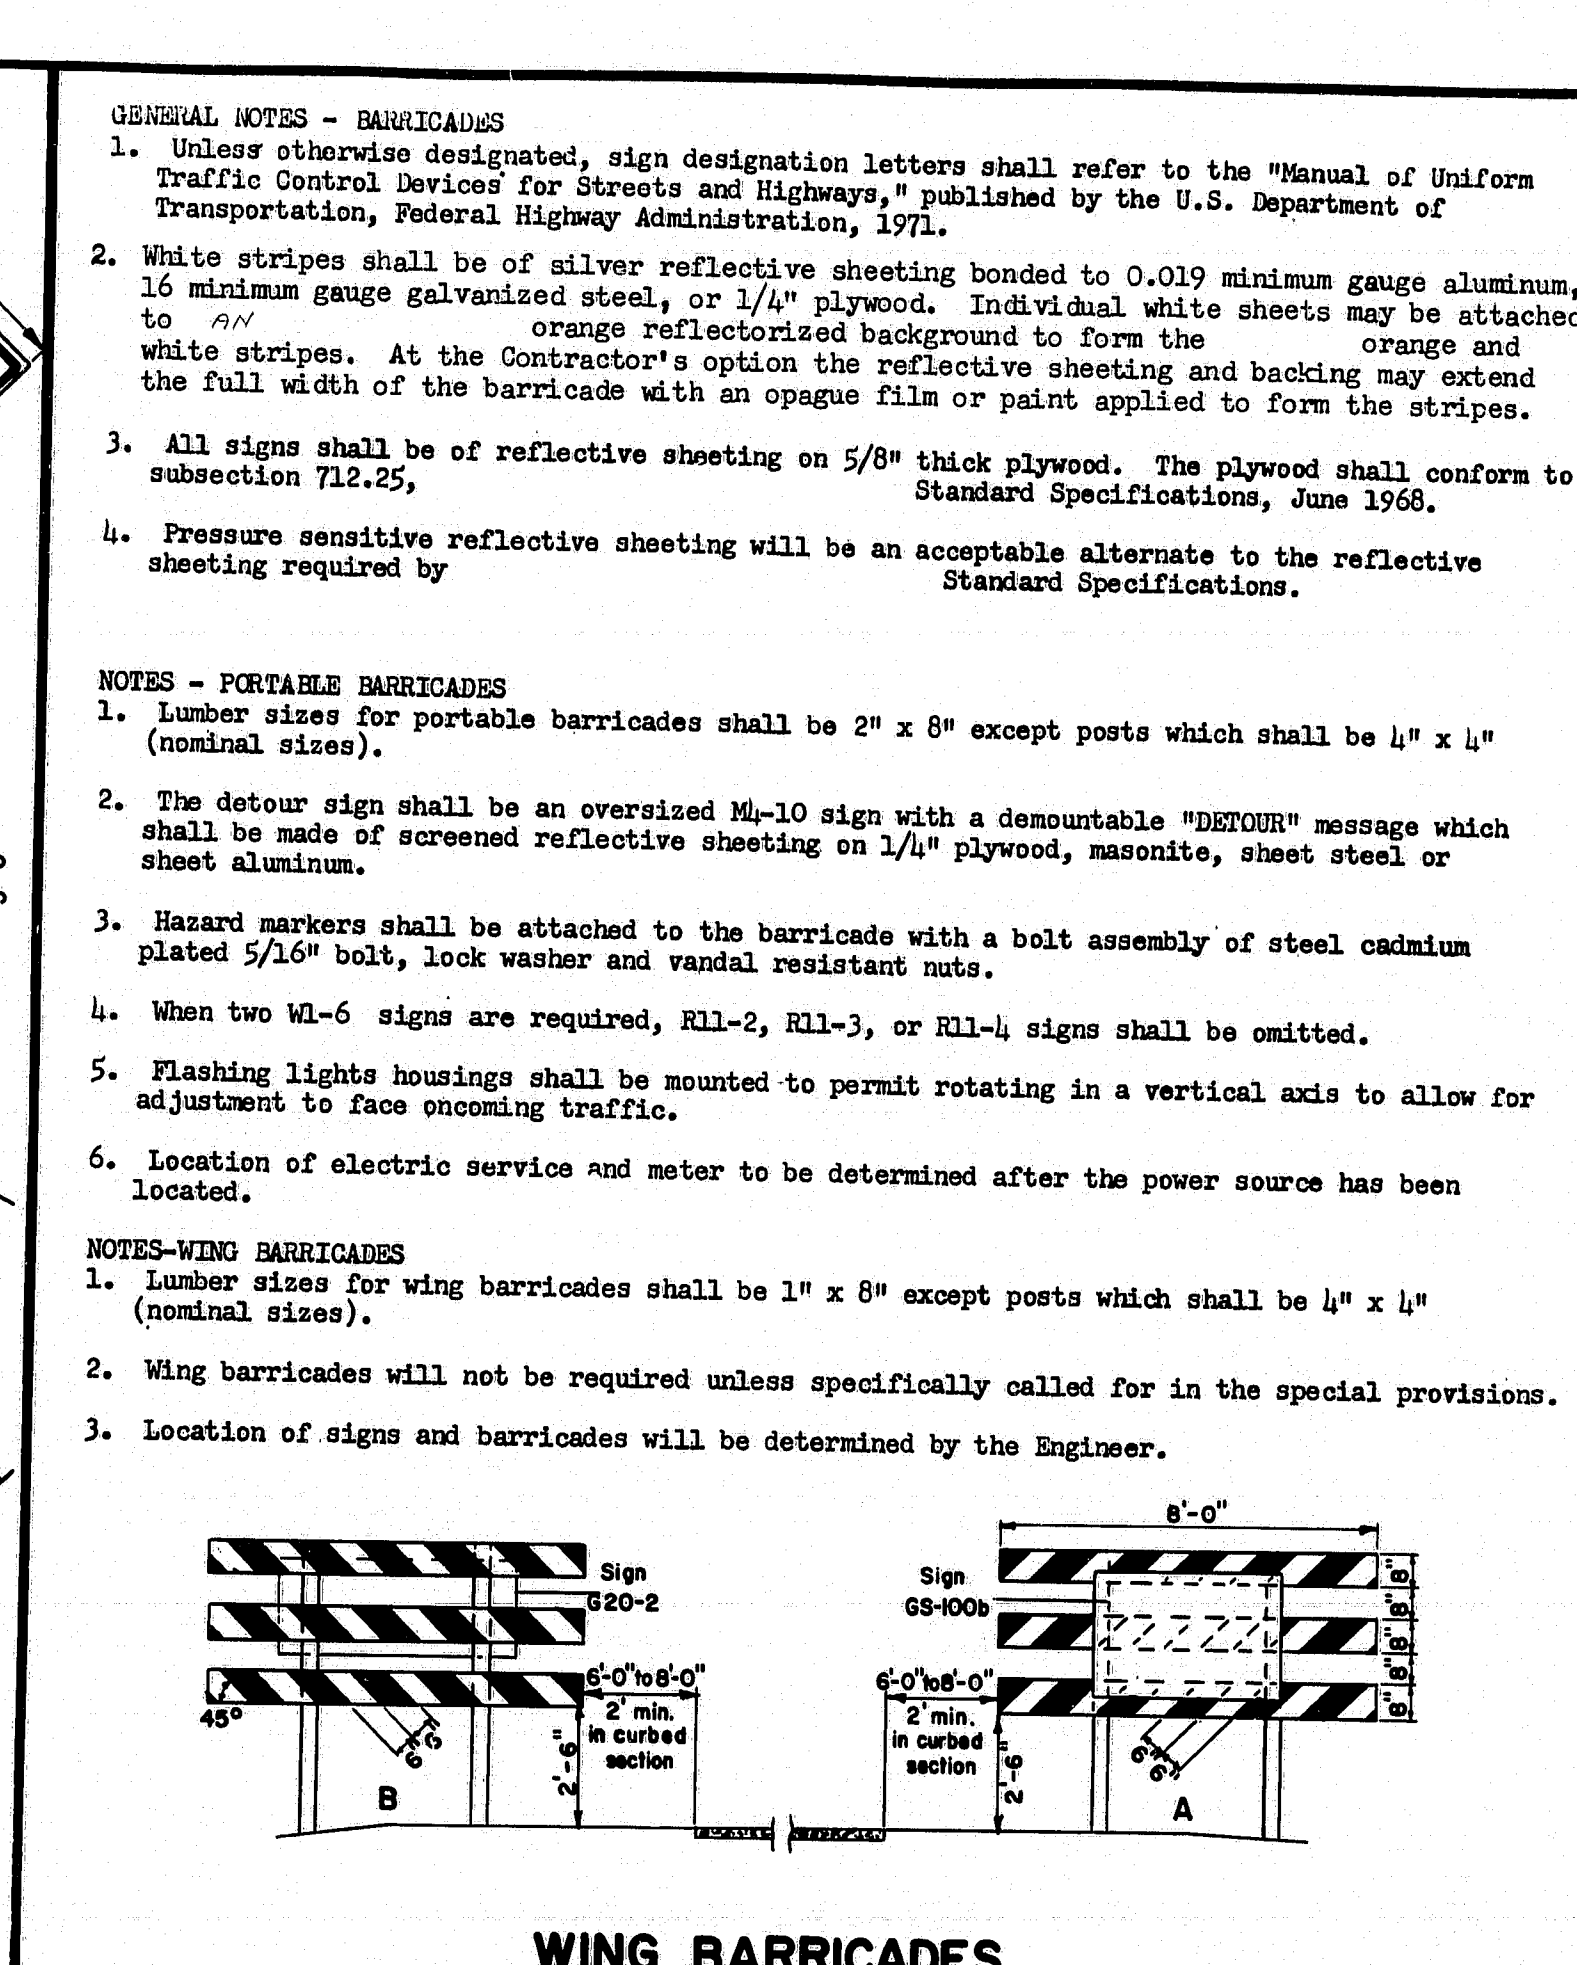 GENERAL NOTES - BARRICADES
1. Unless otherwise designated, sign designation letters shall refer to the "Manual of Uniform
Traffic Control Devices for Streets and Highways," published by the U.S. Department of
Transportation, Federal Highway Administration, 1971.
2. White stripes shall be of silver reflective sheeting bonded to 0.019 minimum gauge aluminum,
16 minimum gauge galvanized steel, or 1/4" plywood. Individual white sheets may be attached
to AN orange reflectorized background to form the orange and
white stripes. At the Contractor's option the reflective sheeting and backing may extend
the full width of the barricade with an opague film or paint applied to form the stripes.
3. All signs shall be of reflective sheeting on 5/8" thick plywood. The plywood shall conform to
subsection 712.25, Standard Specifications, June 1968.
4. Pressure sensitive reflective sheeting will be an acceptable alternate to the reflective
sheeting required by Standard Specifications.
NOTES - PORTABLE BARRICADES
1. Lumber sizes for portable barricades shall be 2" x 8" except posts which shall be 4" x 4"
(nominal sizes).
2. The detour sign shall be an oversized M4-10 sign with a demountable "DETOUR" message which
shall be made of screened reflective sheeting on 1/4" plywood, masonite, sheet steel or
sheet aluminum.
3. Hazard markers shall be attached to the barricade with a bolt assembly of steel cadmium
plated 5/16" bolt, lock washer and vandal resistant nuts.
4. When two W1-6 signs are required, R11-2, R11-3, or R11-4 signs shall be omitted.
5. Flashing lights housings shall be mounted to permit rotating in a vertical axis to allow for
adjustment to face oncoming traffic.
6. Location of electric service and meter to be determined after the power source has been
located.
NOTES-WING BARRICADES
1. Lumber sizes for wing barricades shall be 1" x 8" except posts which shall be 4" x 4"
(nominal sizes).
2. Wing barricades will not be required unless specifically called for in the special provisions.
3. Location of signs and barricades will be determined by the Engineer.
8'-0"
Sign
G20-2
Sign
GS-100b
8"
8"
8"
8"
8"
6'-0" to 8'-0"
2' min.
in curbed
section
6'-0" to 8'-0"
2' min.
in curbed
section
45°
6"
6"
2'-6"
2'-6"
6"
6"
B
A
WING BARRICADES